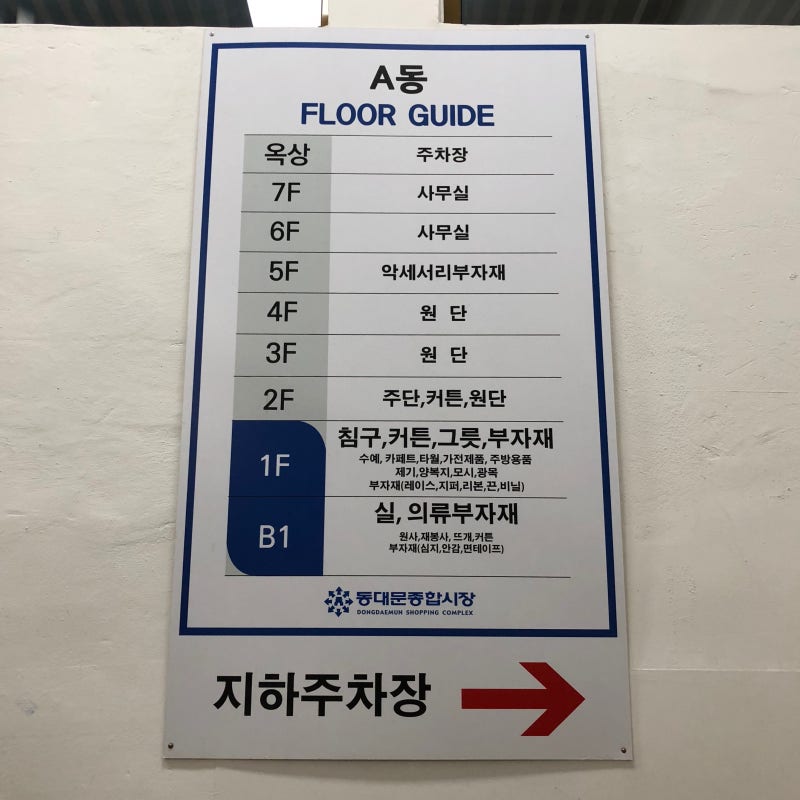 A동
FLOOR GUIDE
옥상 주차장
7F 사무실
6F 사무실
5F 악세서리부자재
4F 원 단
3F 원 단
2F 주단,커튼,원단
1F 침구,커튼,그릇,부자재
수예, 카페트,타월,가전제품, 주방용품
제기,양복지,모시,광목
부자재(레이스,지퍼,리본,끈,비닐)
B1 실, 의류부자재
원사,재봉사, 뜨개,커튼
부자재(심지,안감,면테이프)
동대문종합시장
DONGDAEMUN SHOPPING COMPLEX
지하주차장